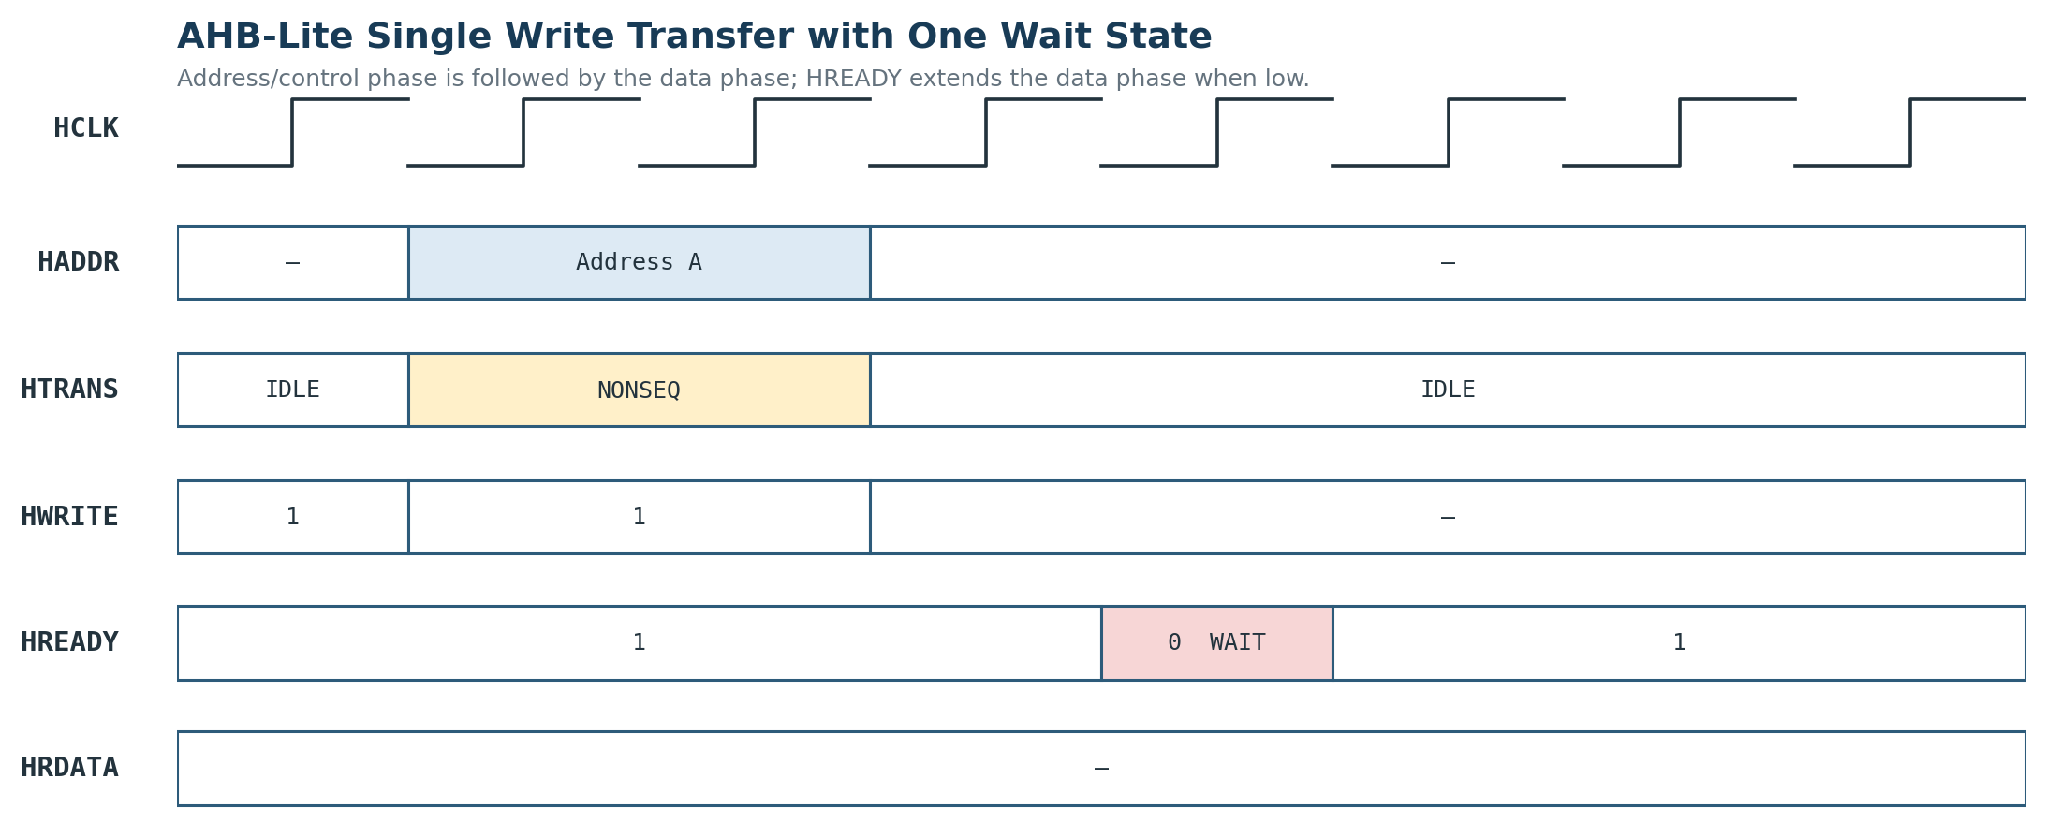 AHB-Lite Single Write Transfer with One Wait State
Address/control phase is followed by the data phase; HREADY extends the data phase when low.
HCLK
HADDR – Address A –
HTRANS IDLE NONSEQ IDLE
HWRITE 1 1 –
HREADY 1 0 WAIT 1
HRDATA –